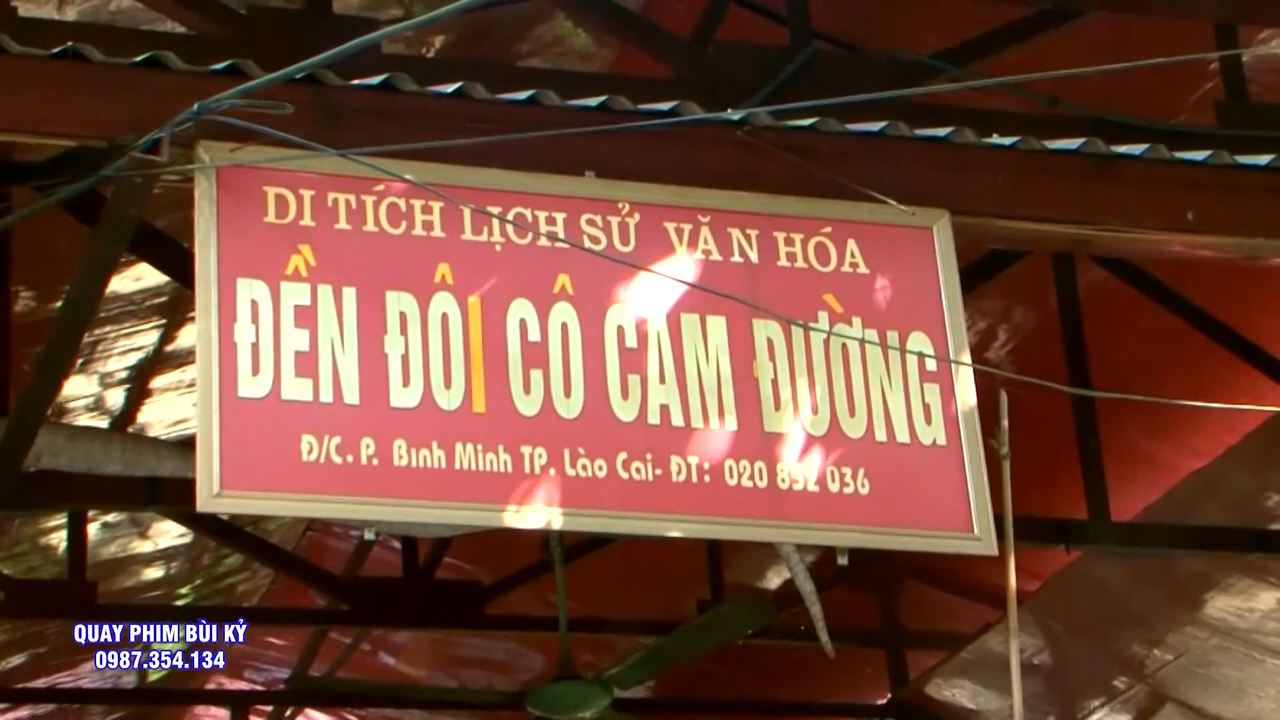 DI TÍCH LỊCH SỬ VĂN HÓA
ĐỀN ĐÔI CÔ CAM ĐƯỜNG
Đ/C. P. Bình Minh TP. Lào Cai- ĐT: 020 852 036
QUAY PHIM BÙI KỶ
0987.354.134